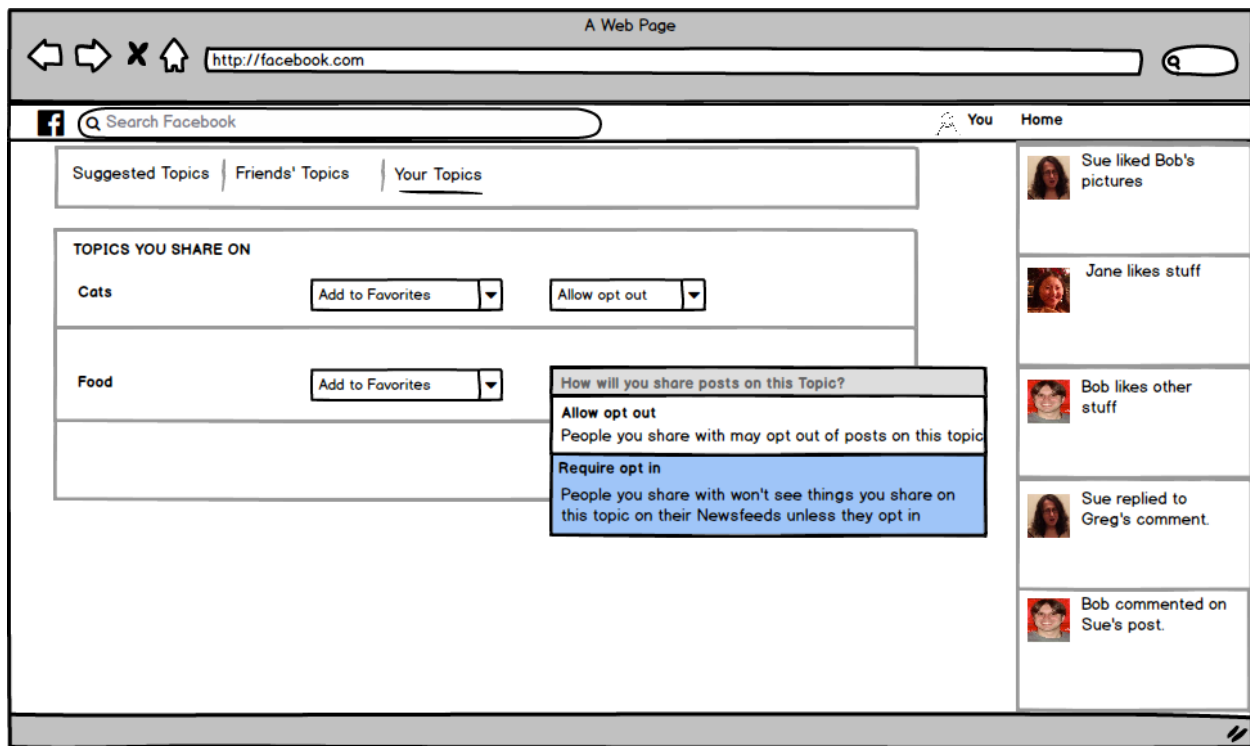 A Web Page
http://facebook.com
f Search Facebook You Home
Suggested Topics Friends' Topics Your Topics
TOPICS YOU SHARE ON
Cats Add to Favorites Allow opt out
Food Add to Favorites
How will you share posts on this Topic?
Allow opt out
People you share with may opt out of posts on this topic
Require opt in
People you share with won't see things you share on
this topic on their Newsfeeds unless they opt in
Sue liked Bob's
pictures
Jane likes stuff
Bob likes other
stuff
Sue replied to
Greg's comment.
Bob commented on
Sue's post.